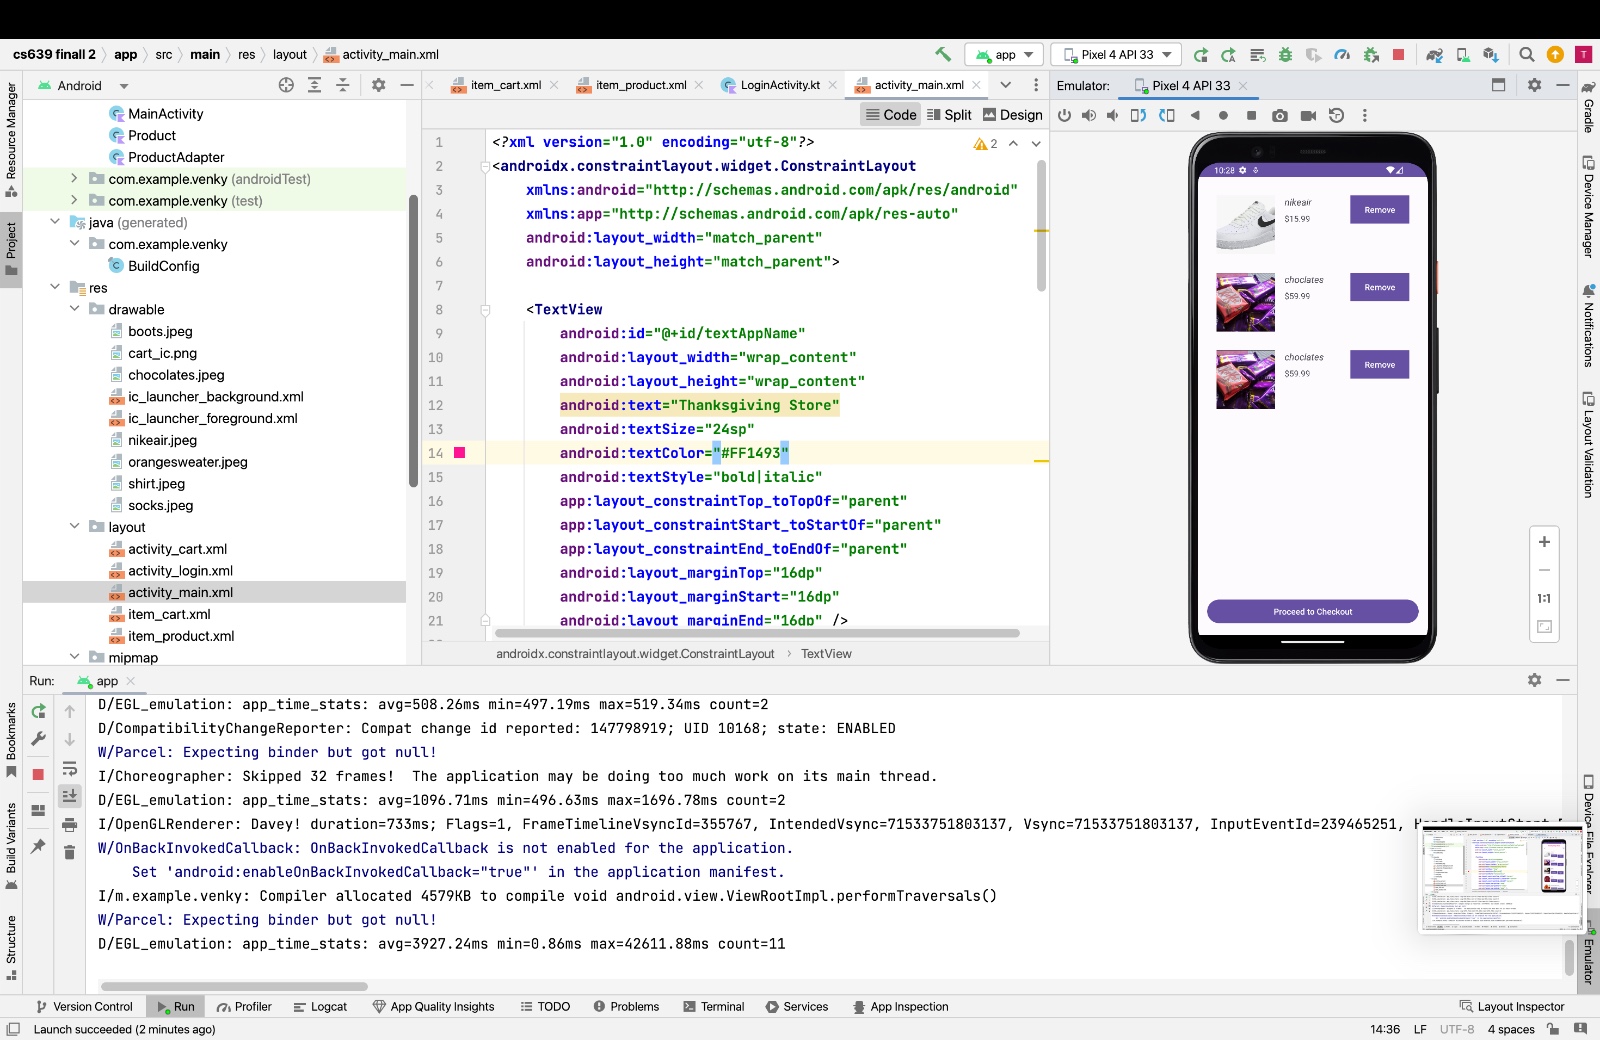 cs639 finall 2 app src main res layout activity_main.xml app Pixel 4 API 33
Android
MainActivity
Product
ProductAdapter
com.example.venky (androidTest)
com.example.venky (test)
java (generated)
com.example.venky
BuildConfig
res
drawable
boots.jpeg
cart_ic.png
chocolates.jpeg
ic_launcher_background.xml
ic_launcher_foreground.xml
nikeair.jpeg
orangesweater.jpeg
shirt.jpeg
socks.jpeg
layout
activity_cart.xml
activity_login.xml
activity_main.xml
item_cart.xml
item_product.xml
mipmap
Resource Manager
Project
Bookmarks
Build Variants
Structure
item_cart.xml item_product.xml LoginActivity.kt activity_main.xml
Code Split Design
2
1 <?xml version="1.0" encoding="utf-8"?>
2 <androidx.constraintlayout.widget.ConstraintLayout
3 xmlns:android="http://schemas.android.com/apk/res/android"
4 xmlns:app="http://schemas.android.com/apk/res-auto"
5 android:layout_width="match_parent"
6 android:layout_height="match_parent">
7
8 <TextView
9 android:id="@+id/textAppName"
10 android:layout_width="wrap_content"
11 android:layout_height="wrap_content"
12 android:text="Thanksgiving Store"
13 android:textSize="24sp"
14 android:textColor="#FF1493"
15 android:textStyle="bold|italic"
16 app:layout_constraintTop_toTopOf="parent"
17 app:layout_constraintStart_toStartOf="parent"
18 app:layout_constraintEnd_toEndOf="parent"
19 android:layout_marginTop="16dp"
20 android:layout_marginStart="16dp"
21 android:layout_marginEnd="16dp" />
androidx.constraintlayout.widget.ConstraintLayout TextView
Emulator: Pixel 4 API 33
10:28
nikeair
$15.99
Remove
choclates
$59.99
Remove
choclates
$59.99
Remove
Proceed to Checkout
1:1
Gradle
Device Manager
Notifications
Layout Validation
Device File Explorer
Emulator
Run: app
D/EGL_emulation: app_time_stats: avg=508.26ms min=497.19ms max=519.34ms count=2
D/CompatibilityChangeReporter: Compat change id reported: 147798919; UID 10168; state: ENABLED
W/Parcel: Expecting binder but got null!
I/Choreographer: Skipped 32 frames!  The application may be doing too much work on its main thread.
D/EGL_emulation: app_time_stats: avg=1096.71ms min=496.63ms max=1696.78ms count=2
I/OpenGLRenderer: Davey! duration=733ms; Flags=1, FrameTimelineVsyncId=355767, IntendedVsync=71533751803137, Vsync=71533751803137, InputEventId=239465251, HandleInputStart
W/OnBackInvokedCallback: OnBackInvokedCallback is not enabled for the application.
Set 'android:enableOnBackInvokedCallback="true"' in the application manifest.
I/m.example.venky: Compiler allocated 4579KB to compile void android.view.ViewRootImpl.performTraversals()
W/Parcel: Expecting binder but got null!
D/EGL_emulation: app_time_stats: avg=3927.24ms min=0.86ms max=42611.88ms count=11
Version Control Run Profiler Logcat App Quality Insights TODO Problems Terminal Services App Inspection Layout Inspector
Launch succeeded (2 minutes ago) 14:36 LF UTF-8 4 spaces